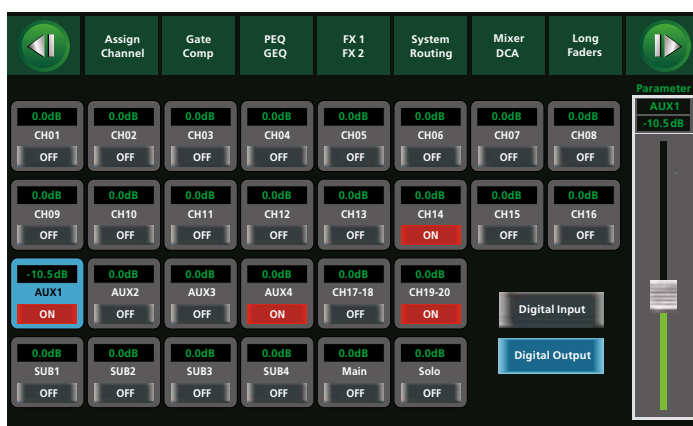 Assign Channel
Gate Comp
PEQ GEQ
FX 1 FX 2
System Routing
Mixer DCA
Long Faders
Parameter
AUX1
-10.5dB
0.0dB 0.0dB 0.0dB 0.0dB 0.0dB 0.0dB 0.0dB 0.0dB
CH01 CH02 CH03 CH04 CH05 CH06 CH07 CH08
OFF OFF OFF OFF OFF OFF OFF OFF
0.0dB 0.0dB 0.0dB 0.0dB 0.0dB 0.0dB 0.0dB 0.0dB
CH09 CH10 CH11 CH12 CH13 CH14 CH15 CH16
OFF OFF OFF OFF OFF ON OFF OFF
-10.5dB 0.0dB 0.0dB 0.0dB 0.0dB 0.0dB
AUX1 AUX2 AUX3 AUX4 CH17-18 CH19-20
ON OFF OFF ON OFF ON
Digital Input
0.0dB 0.0dB 0.0dB 0.0dB 0.0dB 0.0dB
SUB1 SUB2 SUB3 SUB4 Main Solo
OFF OFF OFF OFF OFF OFF
Digital Output